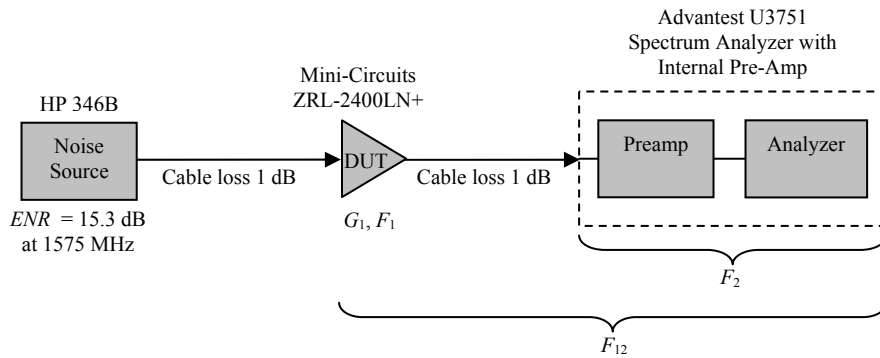 Advantest U3751
Spectrum Analyzer with
Internal Pre-Amp
Mini-Circuits
ZRL-2400LN+
HP 346B
Noise
Source
Cable loss 1 dB
DUT
Cable loss 1 dB
Preamp
Analyzer
ENR = 15.3 dB
at 1575 MHz
G1, F1
F2
F12